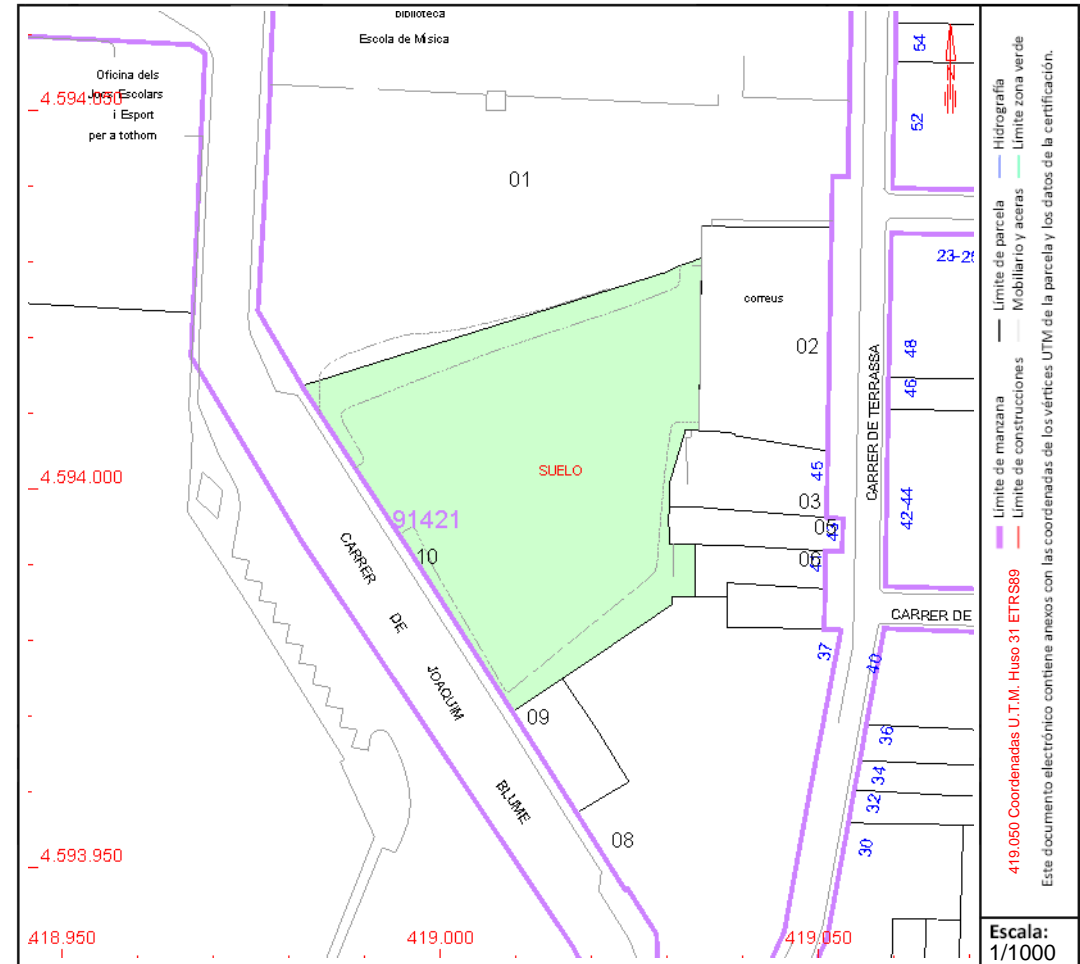 biblioteca
Escola de Música
Oficina dels
Jocs Escolars
i Esport
per a tothom
4.594.050
01
54
52
23-25
correus
02
48
46
CARRER DE TERRASSA
4.594.000
SUELO
45
03
42-44
91421
05
43
10
06
41
CARRER DE JOAQUIM BLUME
CARRER DE
37
40
09
36
34
32
30
08
4.593.950
418.950
419.000
419.050
Límite de manzana
Límite de parcela
Hidrografía
Límite de construcciones
Mobiliario y aceras
Límite zona verde
419.050 Coordenadas U.T.M. Huso 31 ETRS89
Este documento electrónico contiene anexos con las coordenadas de los vértices UTM de la parcela y los datos de la certificación.
Escala:
1/1000